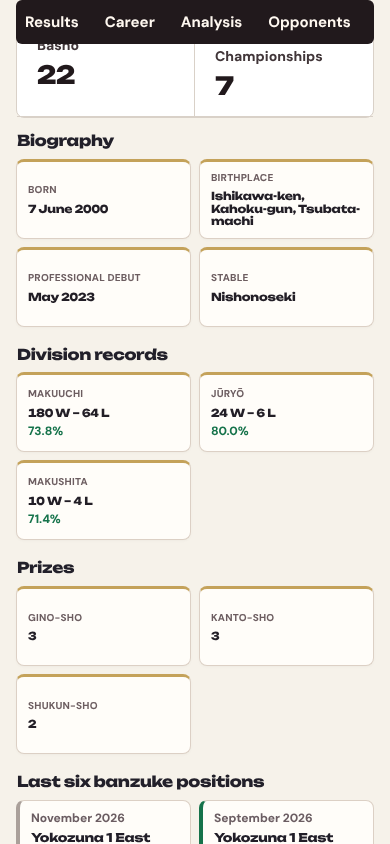 Results Career Analysis Opponents
Basho
22
Championships
7
Biography
BORN
7 June 2000
BIRTHPLACE
Ishikawa-ken,
Kahoku-gun, Tsubata-
machi
PROFESSIONAL DEBUT
May 2023
STABLE
Nishonoseki
Division records
MAKUUCHI
180 W – 64 L
73.8%
JŪRYŌ
24 W – 6 L
80.0%
MAKUSHITA
10 W – 4 L
71.4%
Prizes
GINO-SHO
3
KANTO-SHO
3
SHUKUN-SHO
2
Last six banzuke positions
November 2026
Yokozuna 1 East
September 2026
Yokozuna 1 East